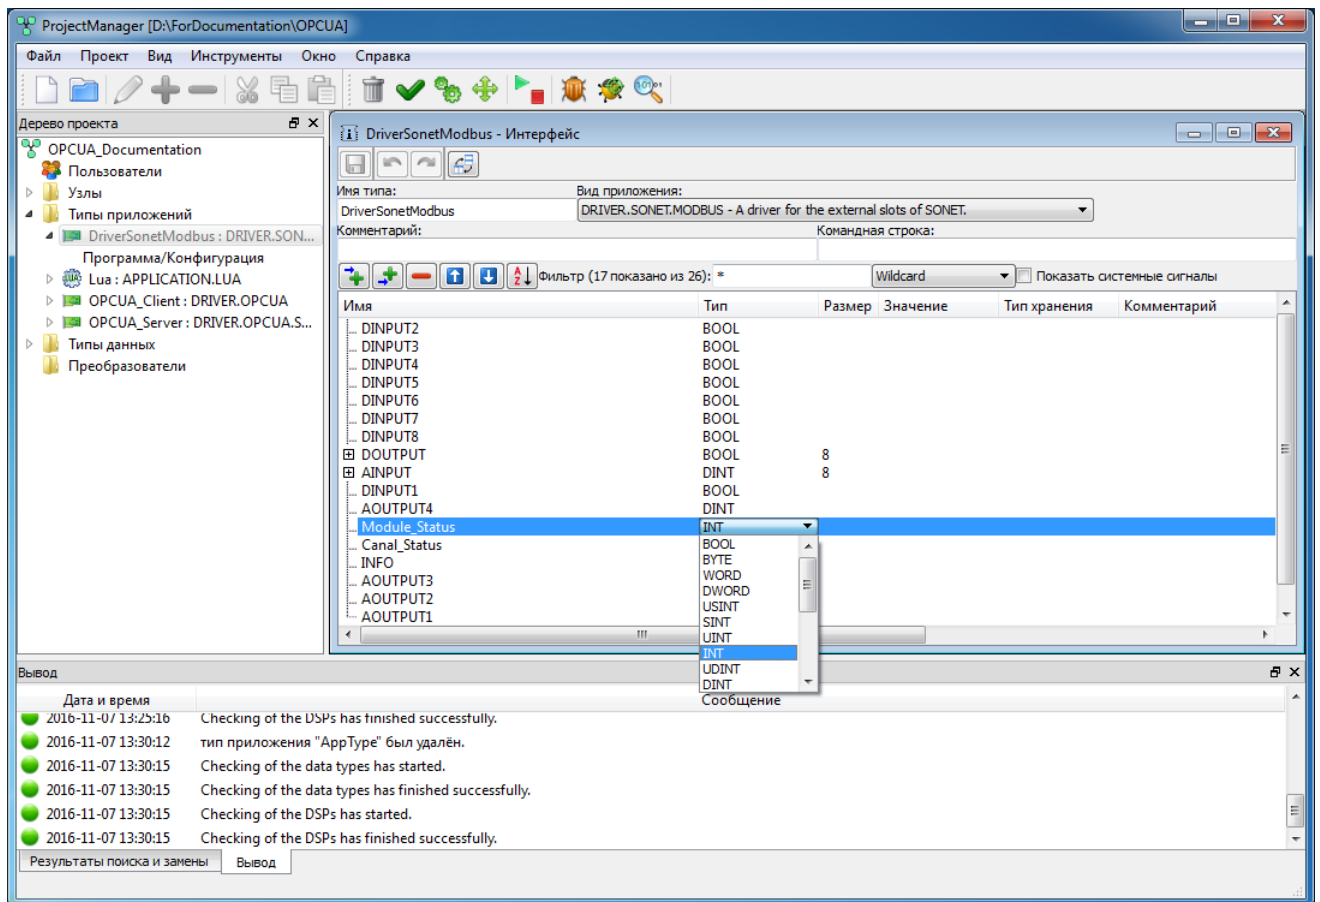 ProjectManager [D:\ForDocumentation\OPCUA]
Файл Проект Вид Инструменты Окно Справка
Дерево проекта
OPCUA_Documentation
Пользователи
Узлы
Типы приложений
DriverSonetModbus : DRIVER.SON...
Программа/Конфигурация
Lua : APPLICATION.LUA
OPCUA_Client : DRIVER.OPCUA
OPCUA_Server : DRIVER.OPCUA.S...
Типы данных
Преобразователи
DriverSonetModbus - Интерфейс
Имя типа: Вид приложения:
DriverSonetModbus DRIVER.SONET.MODBUS - A driver for the external slots of SONET.
Комментарий: Командная строка:
Фильтр (17 показано из 26): * Wildcard Показать системные сигналы
Имя Тип Размер Значение Тип хранения Комментарий
DINPUT2 BOOL
DINPUT3 BOOL
DINPUT4 BOOL
DINPUT5 BOOL
DINPUT6 BOOL
DINPUT7 BOOL
DINPUT8 BOOL
DOUTPUT BOOL 8
AINPUT DINT 8
DINPUT1 BOOL
AOUTPUT4 DINT
Module_Status INT
Canal_Status
INFO
AOUTPUT3
AOUTPUT2
AOUTPUT1
BOOL
BYTE
WORD
DWORD
USINT
SINT
UINT
INT
UDINT
DINT
Вывод
Дата и время Сообщение
2016-11-07 13:25:16 Checking of the DSPs has finished successfully.
2016-11-07 13:30:12 тип приложения "AppType" был удалён.
2016-11-07 13:30:15 Checking of the data types has started.
2016-11-07 13:30:15 Checking of the data types has finished successfully.
2016-11-07 13:30:15 Checking of the DSPs has started.
2016-11-07 13:30:15 Checking of the DSPs has finished successfully.
Результаты поиска и замены Вывод